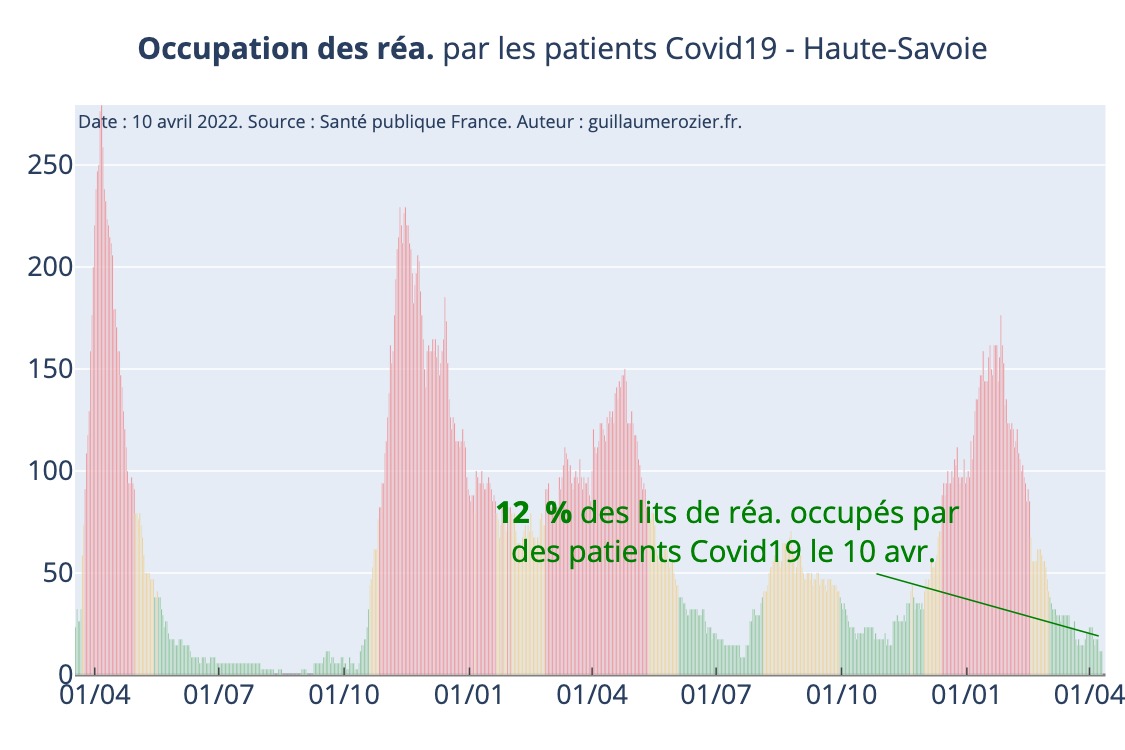 Occupation des réa. par les patients Covid19 - Haute-Savoie
Date : 10 avril 2022. Source : Santé publique France. Auteur : guillaumerozier.fr.
250
200
150
100
12 % des lits de réa. occupés par
des patients Covid19 le 10 avr.
50
0
01/04 01/07 01/10 01/01 01/04 01/07 01/10 01/01 01/04